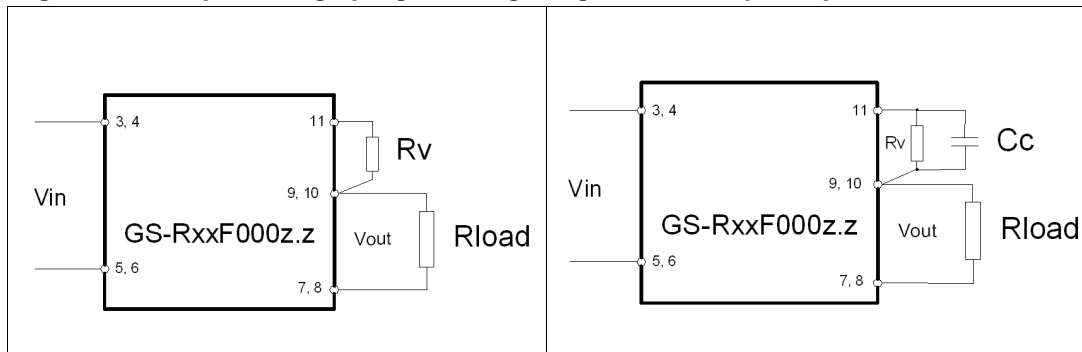 3, 4
11
Rv
Vin
9, 10
GS-RxxF000z.z
Vout
Rload
5, 6
7, 8
3, 4
11
Rv
Cc
Vin
9, 10
GS-RxxF000z.z
Vout
Rload
5, 6
7, 8